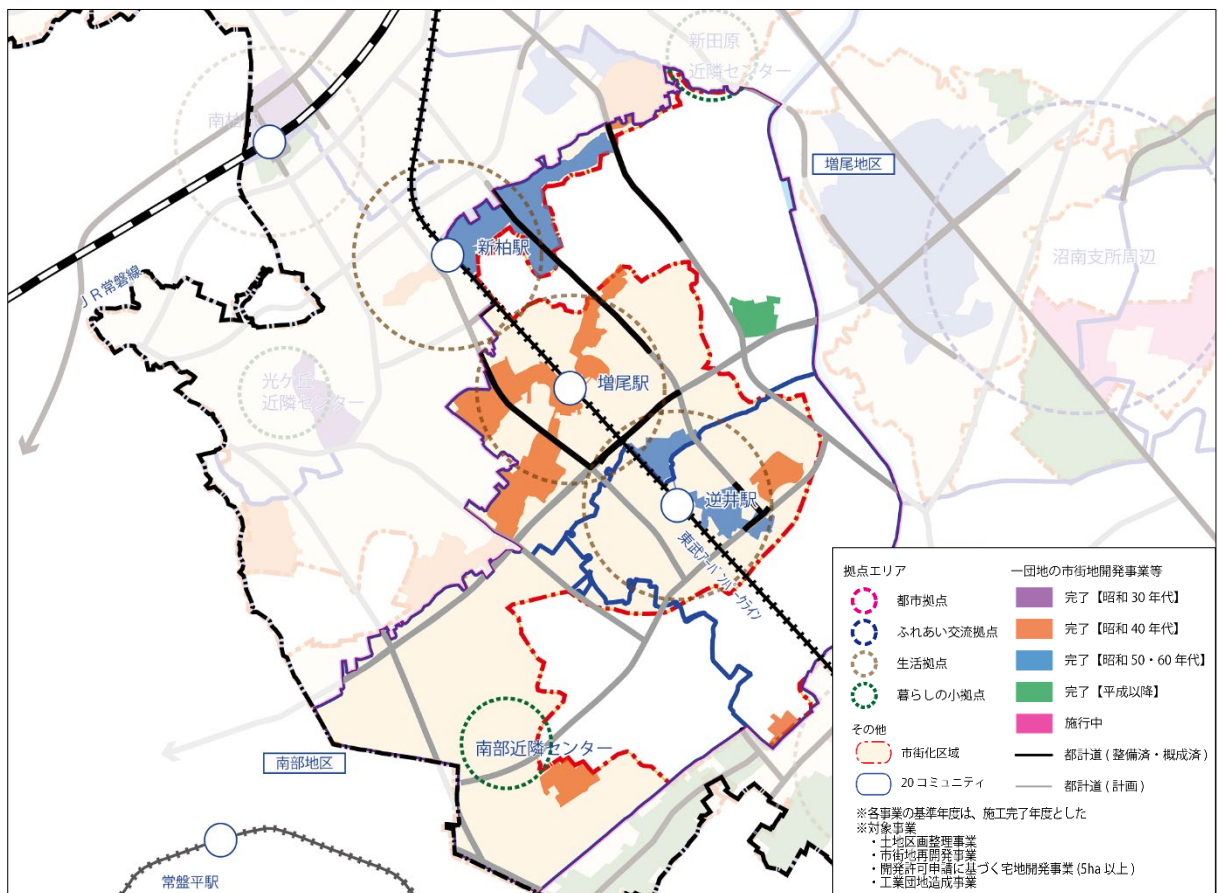 新田原
近隣センター
南柏
増尾地区
新柏駅
沼南支所周辺
JR常磐線
光ケ丘
近隣センター
増尾駅
逆井駅
東武アーバンパークライン
南部近隣センター
南部地区
常盤平駅
拠点エリア
都市拠点
ふれあい交流拠点
生活拠点
暮らしの小拠点
その他
市街化区域
20コミュニティ
一団地の市街地開発事業等
完了【昭和30年代】
完了【昭和40年代】
完了【昭和50・60年代】
完了【平成以降】
施行中
都計道(整備済・概成済)
都計道(計画)
※各事業の基準年度は、施工完了年度とした
※対象事業
・土地区画整理事業
・市街地再開発事業
・開発許可申請に基づく宅地開発事業(5ha以上)
・工業団地造成事業